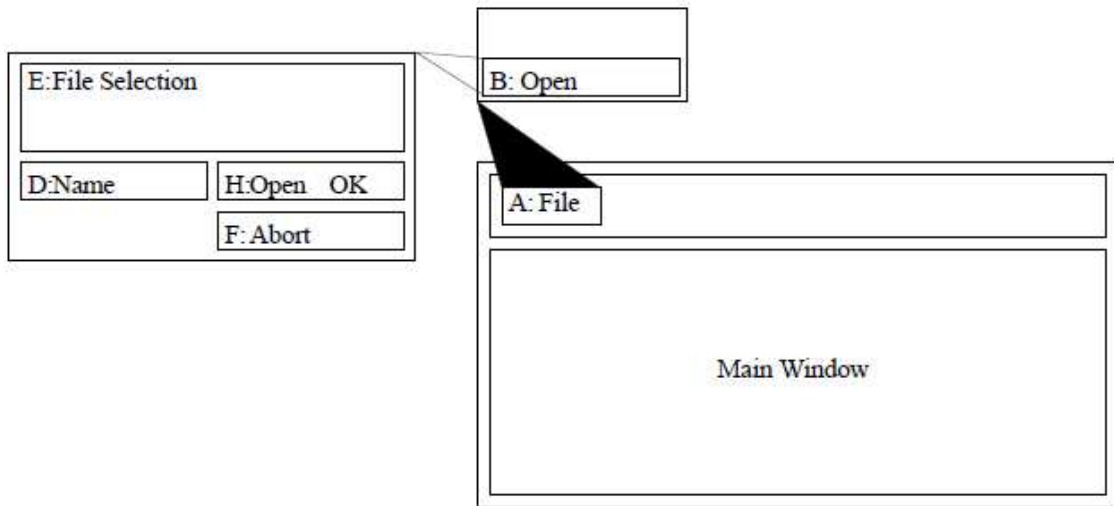 E:File Selection
D:Name
H:Open OK
F: Abort
B: Open
A: File
Main Window